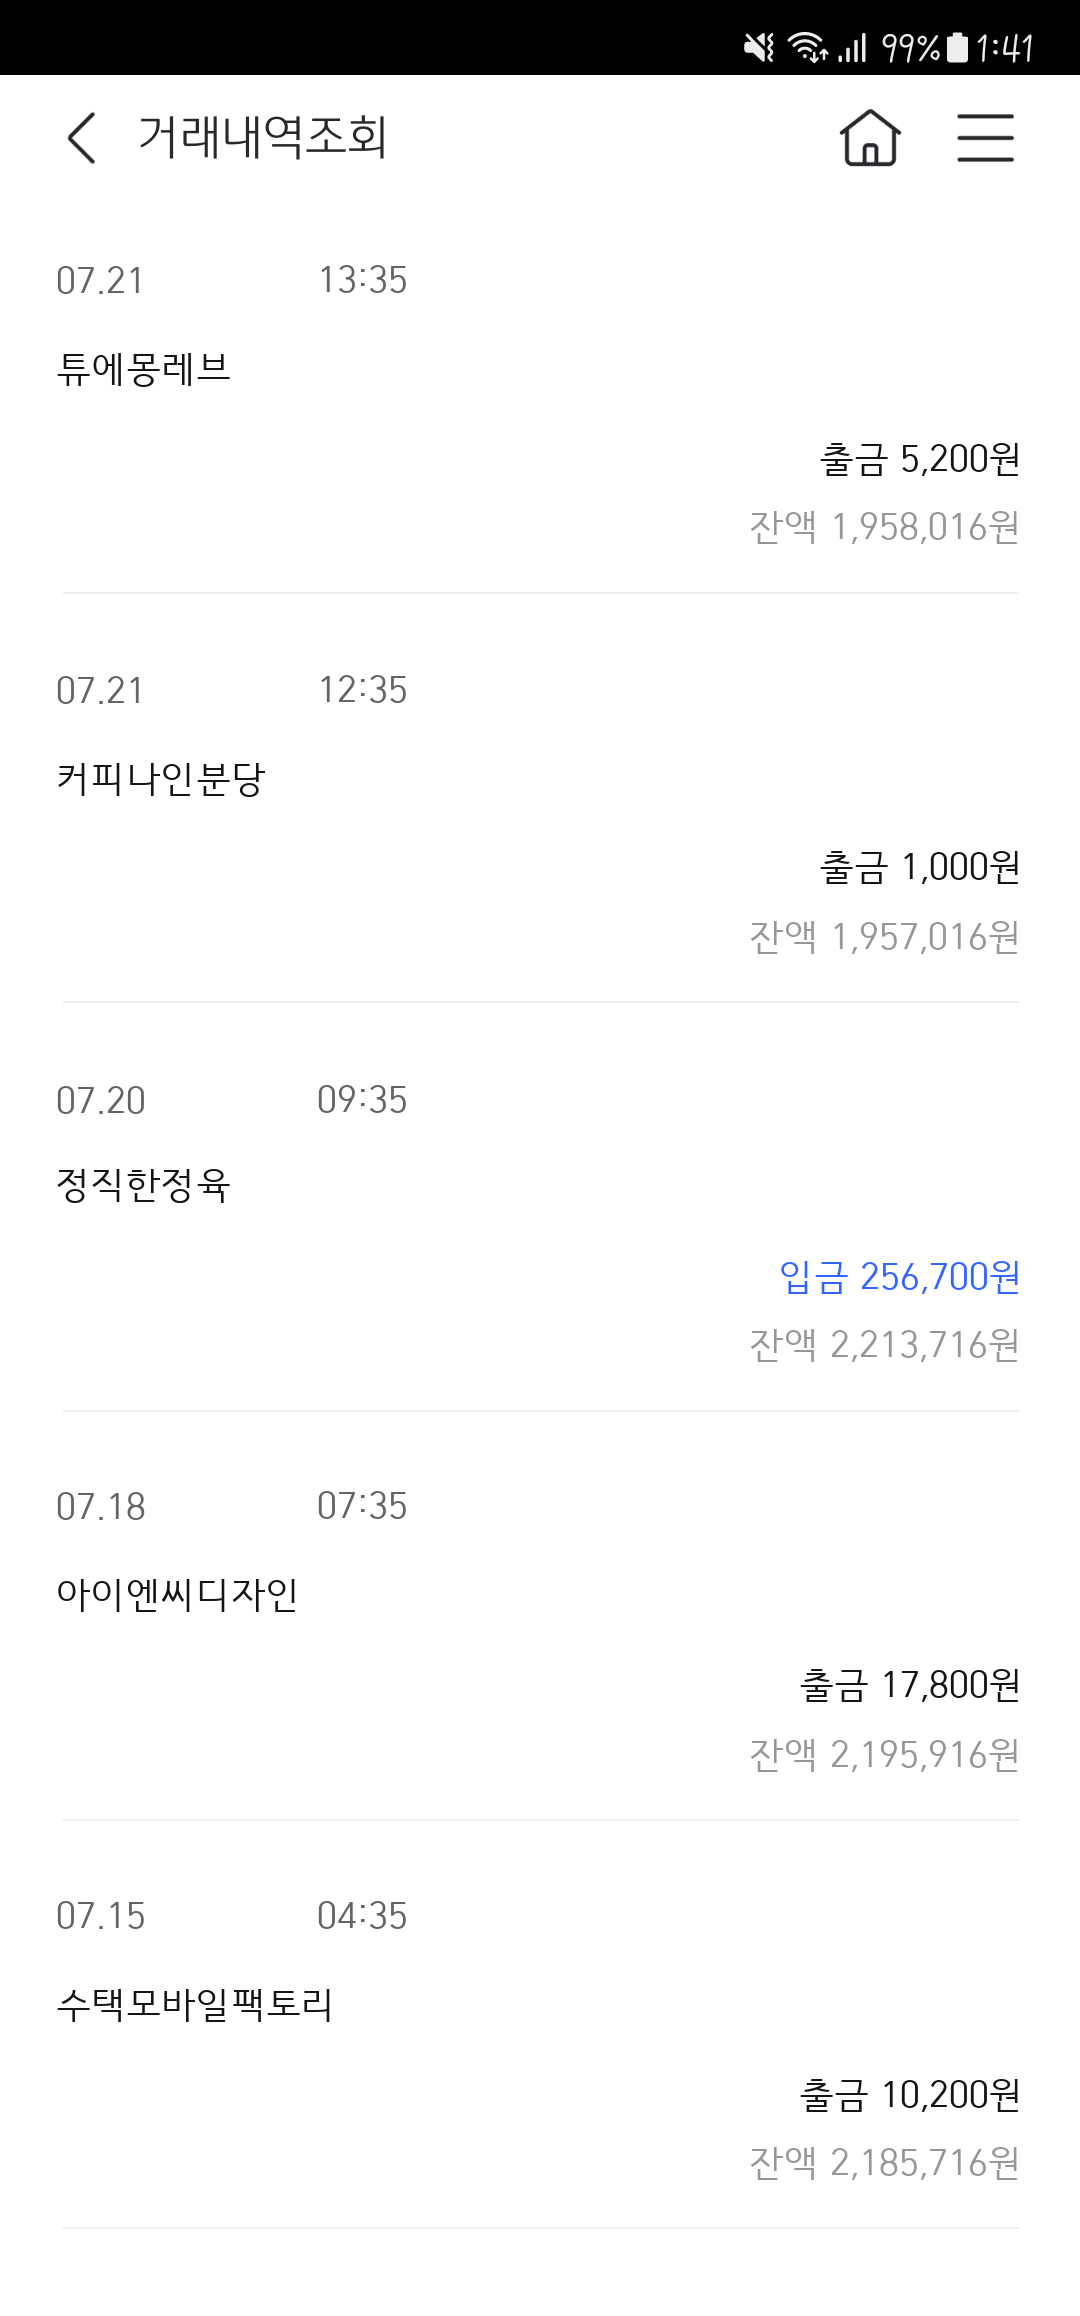 99% 1:41
거래내역조회
07.21 13:35
튜에몽레브
출금 5,200원
잔액 1,958,016원
07.21 12:35
커피나인분당
출금 1,000원
잔액 1,957,016원
07.20 09:35
정직한정육
입금 256,700원
잔액 2,213,716원
07.18 07:35
아이엔씨디자인
출금 17,800원
잔액 2,195,916원
07.15 04:35
수택모바일팩토리
출금 10,200원
잔액 2,185,716원